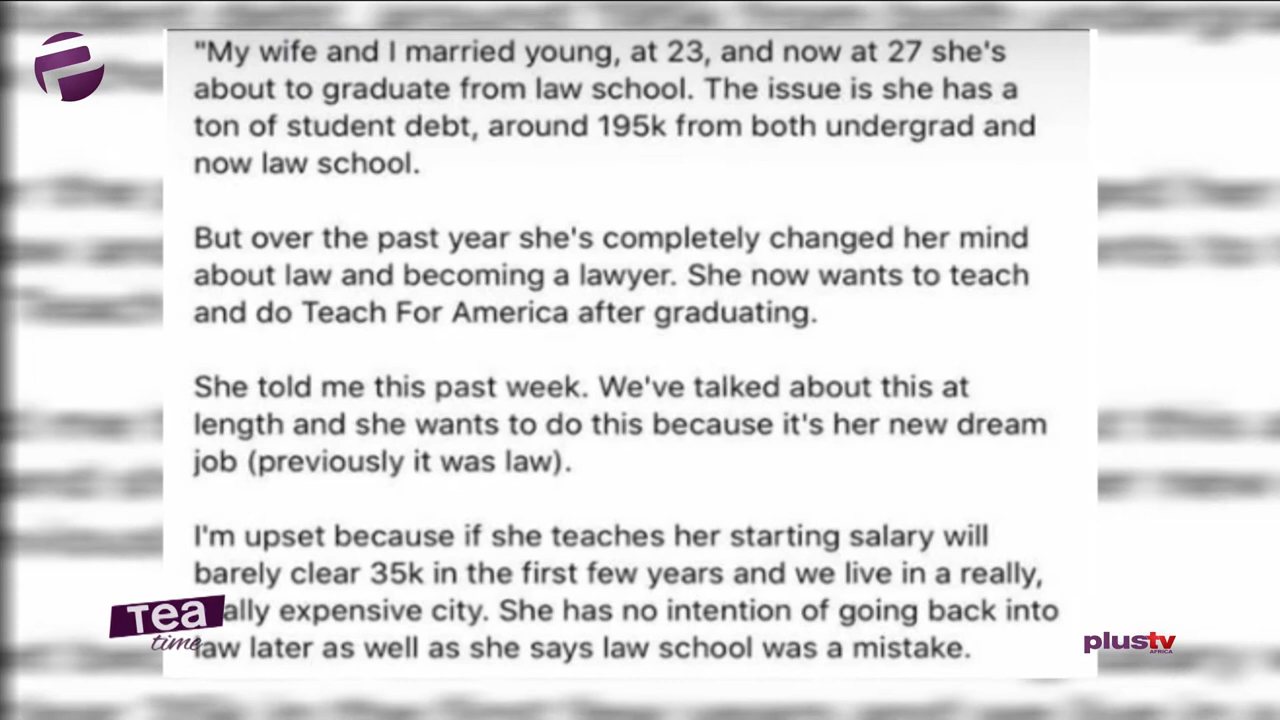 "My wife and I married young, at 23, and now at 27 she's
about to graduate from law school. The issue is she has a
ton of student debt, around 195k from both undergrad and
now law school.
But over the past year she's completely changed her mind
about law and becoming a lawyer. She now wants to teach
and do Teach For America after graduating.
She told me this past week. We've talked about this at
length and she wants to do this because it's her new dream
job (previously it was law).
I'm upset because if she teaches her starting salary will
barely clear 35k in the first few years and we live in a really,
ally expensive city. She has no intention of going back into
law later as well as she says law school was a mistake.
Tea
time
plustv
AFRICA